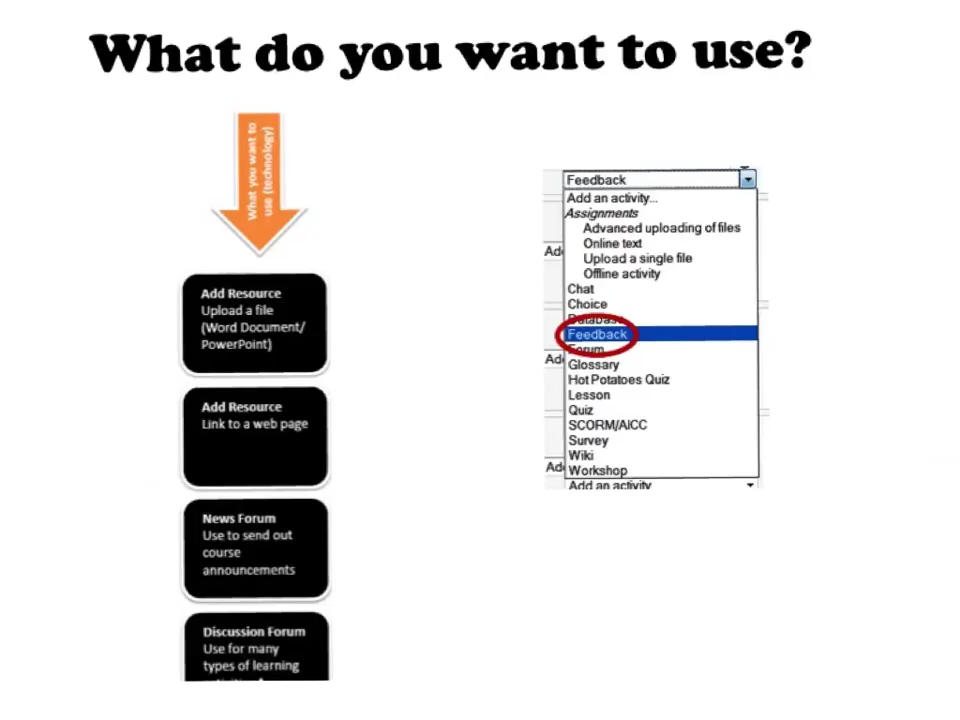 What do you want to use?
What you want to
use (technology)
Add Resource
Upload a file
(Word Document/
PowerPoint)
Add Resource
Link to a web page
News Forum
Use to send out
course
announcements
Discussion Forum
Use for many
types of learning
Feedback
Add an activity...
Assignments
Advanced uploading of files
Online text
Upload a single file
Offline activity
Chat
Choice
Database
Feedback
Forum
Glossary
Hot Potatoes Quiz
Lesson
Quiz
SCORM/AICC
Survey
Wiki
Workshop
Add an activity